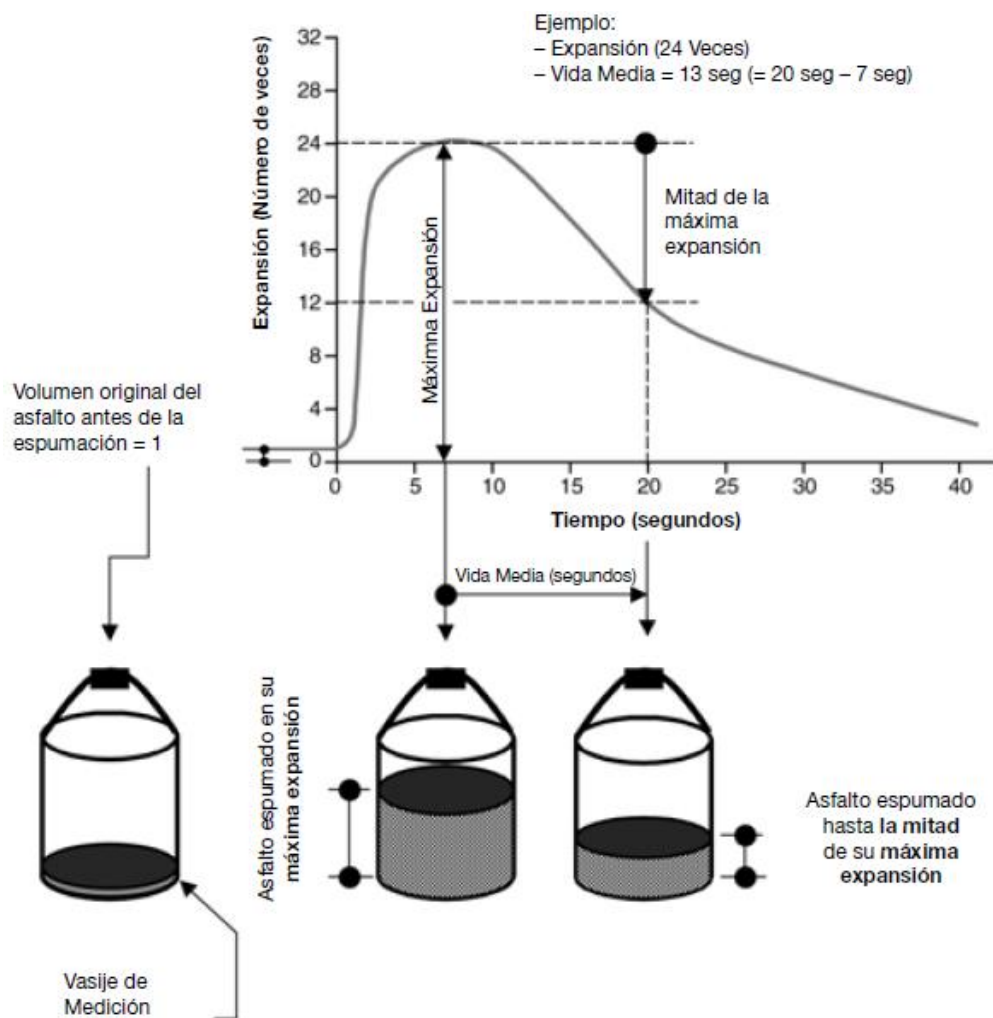 Ejemplo:
– Expansión (24 Veces)
– Vida Media = 13 seg (= 20 seg – 7 seg)
Expansión (Número de veces)
32
28
24
20
16
12
8
4
0
Máximna Expansión
Mitad de la
máxima
expansión
0 5 10 15 20 25 30 35 40
Tiempo (segundos)
Volumen original del
asfalto antes de la
espumación = 1
Vida Media (segundos)
Asfalto espumado en su
máxima expansión
Asfalto espumado
hasta la mitad
de su máxima
expansión
Vasije de
Medición